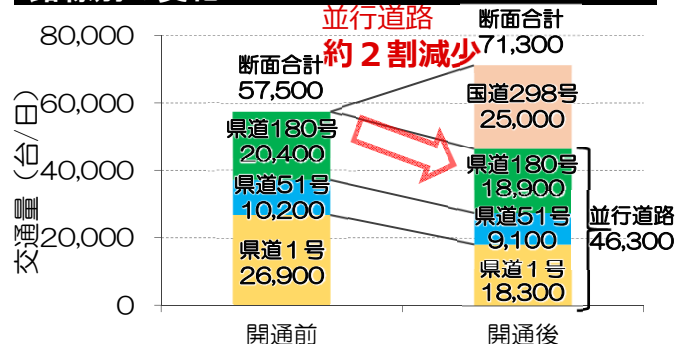 並行道路
約２割減少
断面合計
71,300
断面合計
57,500
80,000
60,000
40,000
20,000
0
交通量（台/日）
県道180号
20,400
県道51号
10,200
県道１号
26,900
国道298号
25,000
県道180号
18,900
県道51号
9,100
県道１号
18,300
並行道路
46,300
開通前
開通後